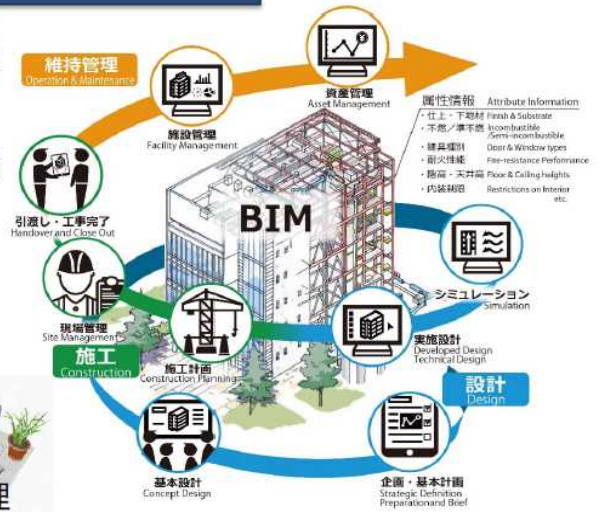 維持管理
Operation & Maintenance
資産管理
Asset Management
施設管理
Facility Management
属性情報 Attribute Information
・仕上・下地材 Finish & Substrate
・不燃/準不燃 Incombustible
/Semi-incombustible
・建具種別 Door & Window types
・耐火性能 Fire-resistance Performance
・階高・天井高 Floor & Ceiling heights
・内装制限 Restrictions on Interior
etc.
BIM
引渡し・工事完了
Handover and Close Out
シミュレーション
Simulation
現場管理
Site Management
施工
Construction
施工計画
Construction Planning
実施設計
Developed Design
Technical Design
設計
Design
基本設計
Concept Design
企画・基本計画
Strategic Definition
Preparation and Brief
理